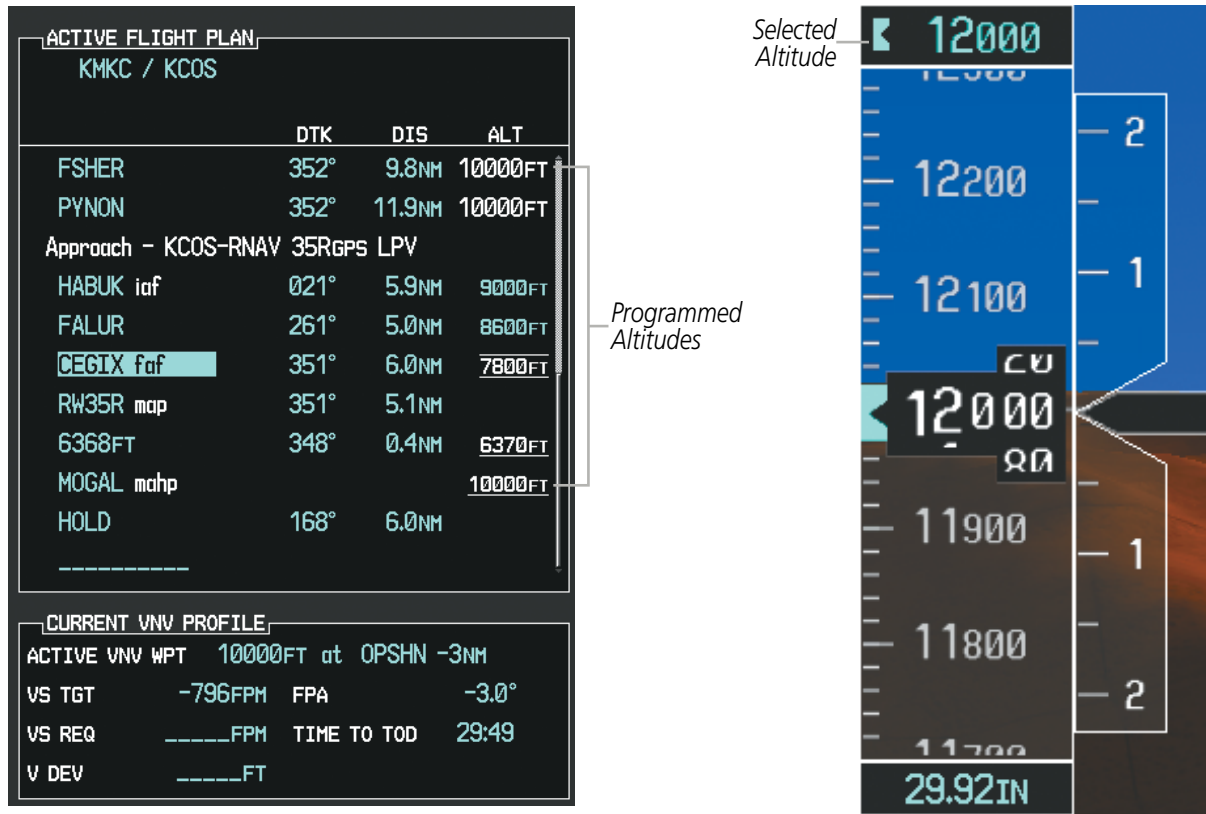 ACTIVE FLIGHT PLAN
KMKC / KCOS
DTK DIS ALT
FSHER 352° 9.8NM 10000FT
PYNON 352° 11.9NM 10000FT
Approach – KCOS-RNAV 35RGPS LPV
HABUK iaf 021° 5.9NM 9000FT
FALUR 261° 5.0NM 8600FT
CEGIX faf 351° 6.0NM 7800FT
RW35R map 351° 5.1NM
6368FT 348° 0.4NM 6370FT
MOGAL mahp 10000FT
HOLD 168° 6.0NM
__________
Programmed
Altitudes
CURRENT VNV PROFILE
ACTIVE VNV WPT 10000FT at OPSHN -3NM
VS TGT -796FPM FPA -3.0°
VS REQ _____FPM TIME TO TOD 29:49
V DEV _____FT
Selected
Altitude
12000
2
12200
1
12100
12000
11900
1
11800
2
29.92IN